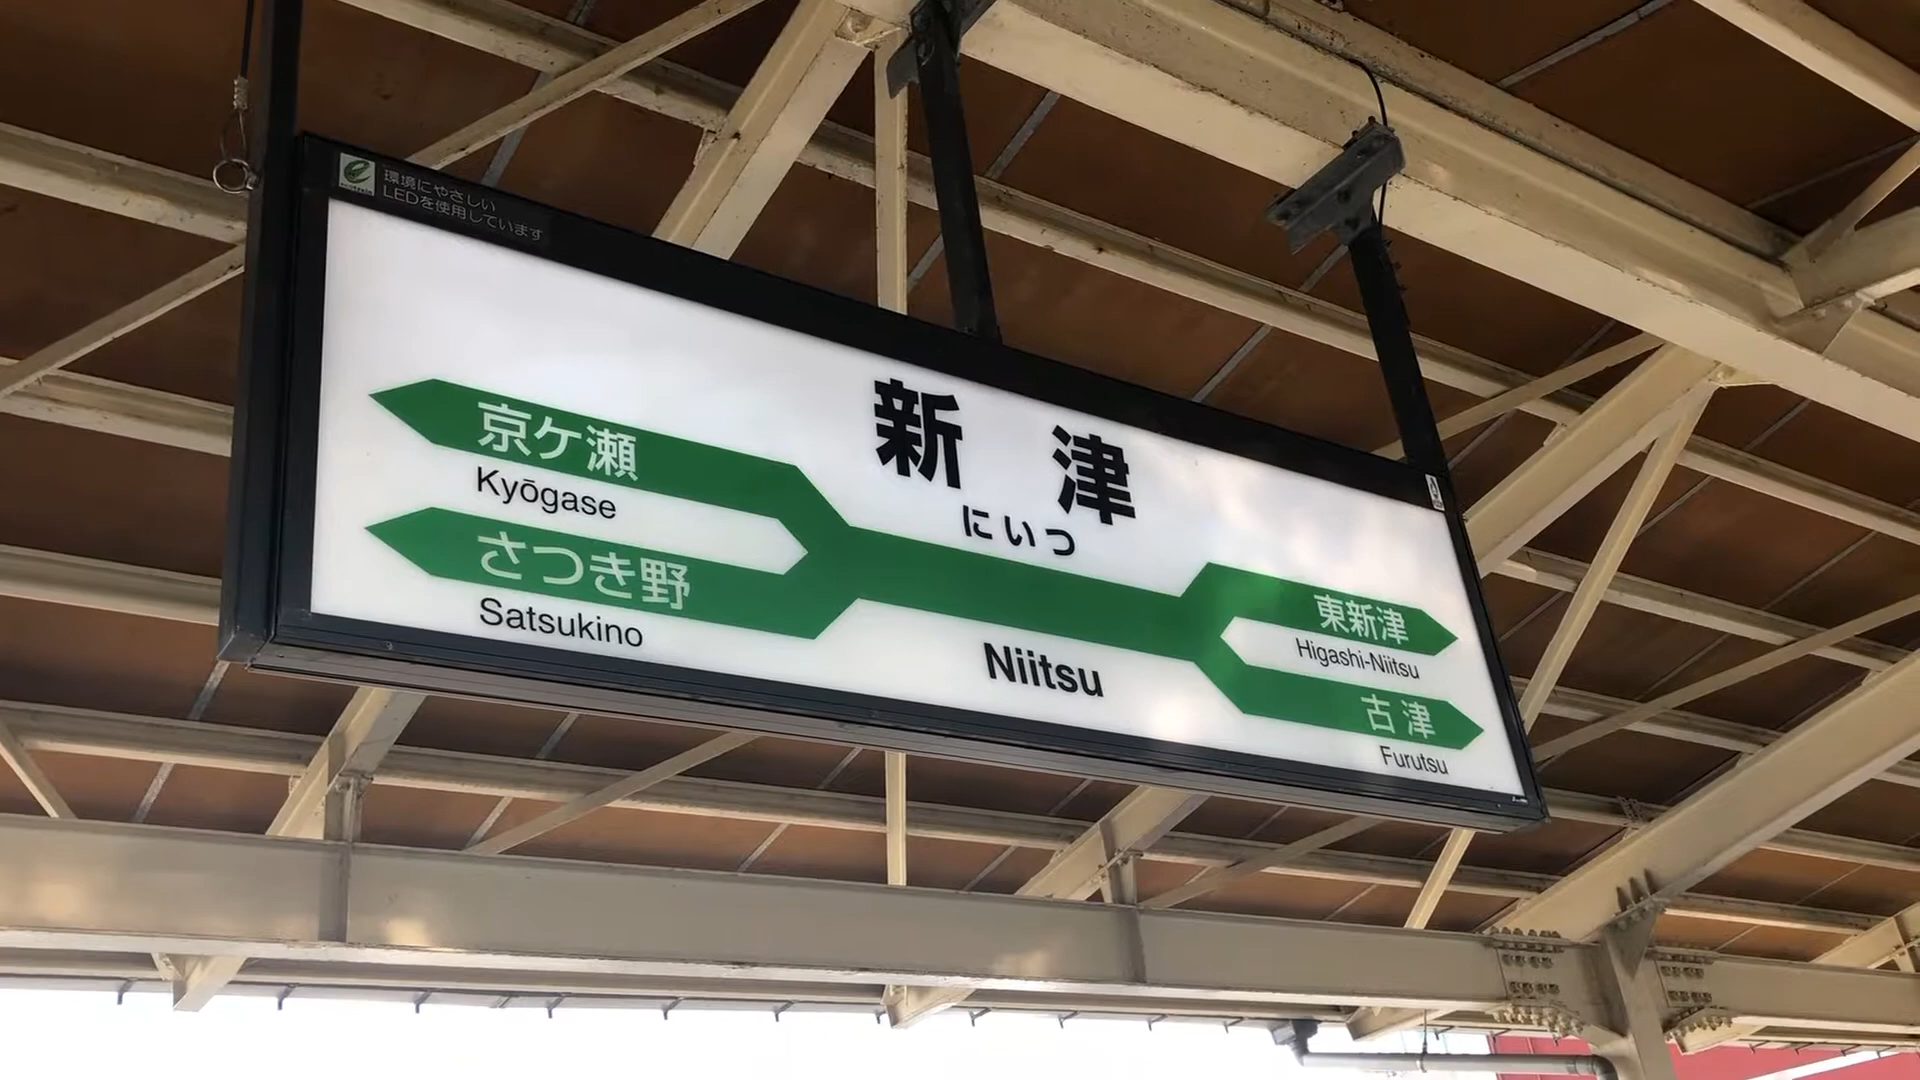 環境にやさしい
LEDを使用しています
新津
にいつ
Niitsu
京ケ瀬
Kyōgase
さつき野
Satsukino
東新津
Higashi-Niitsu
古津
Furutsu